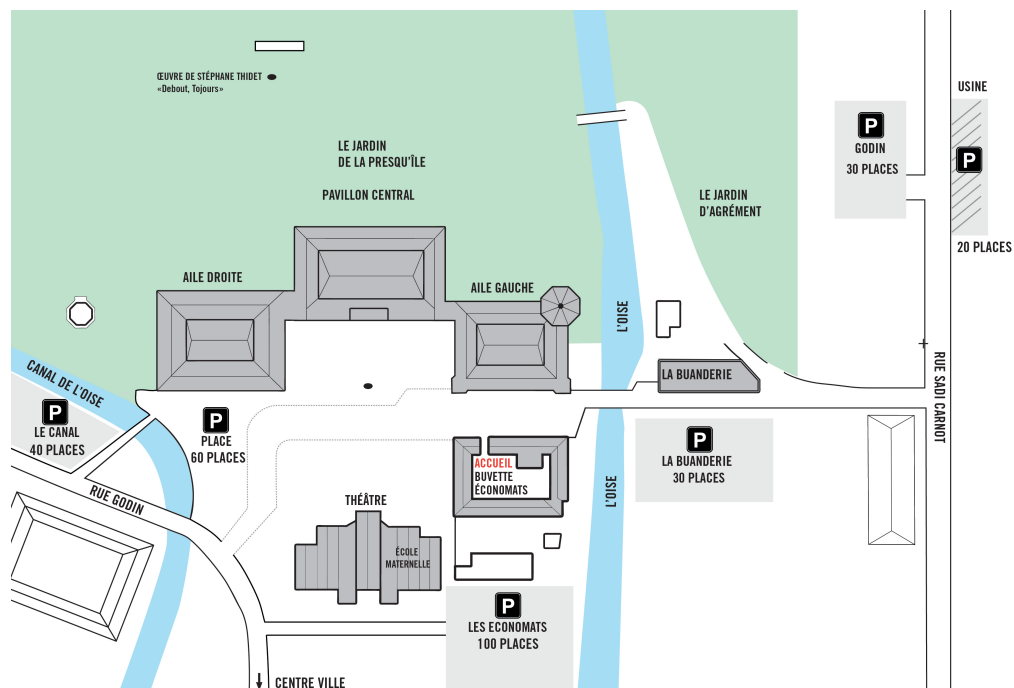 ŒUVRE DE STÉPHANE THIDET
«Debout, Tojours»
USINE
P
GODIN
30 PLACES
P
20 PLACES
LE JARDIN
DE LA PRESQU'ÎLE
PAVILLON CENTRAL
LE JARDIN
D'AGRÉMENT
AILE DROITE
AILE GAUCHE
L'OISE
CANAL DE L'OISE
LA BUANDERIE
RUE SADI CARNOT
P
LE CANAL
40 PLACES
P
PLACE
60 PLACES
P
LA BUANDERIE
30 PLACES
ACCUEIL
BUVETTE
ÉCONOMATS
L'OISE
RUE GODIN
THÉÂTRE
ÉCOLE
MATERNELLE
P
LES ECONOMATS
100 PLACES
CENTRE VILLE